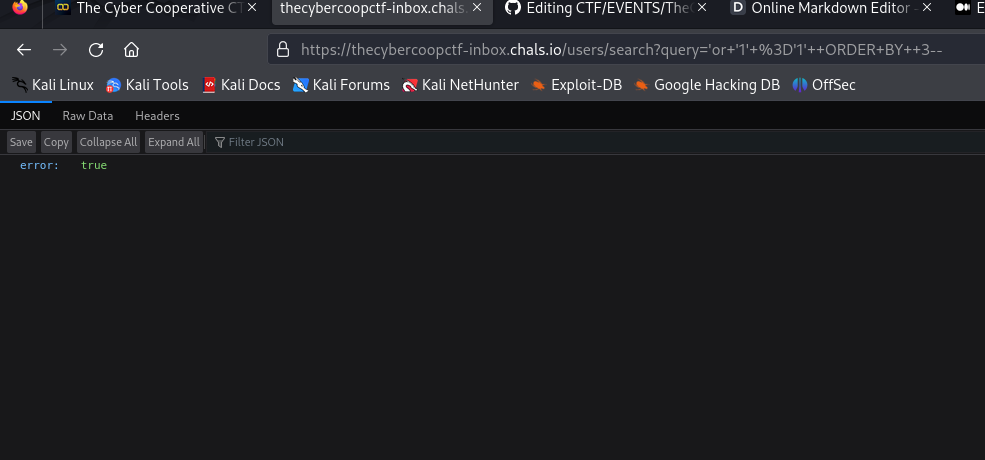 The Cyber Cooperative CT
thecybercoopctf-inbox.chals.
Editing CTF/EVENTS/The
D Online Markdown Editor -
E
https://thecybercoopctf-inbox.chals.io/users/search?query='or+'1'+%3D'1'++ORDER+BY++3--
Kali Linux Kali Tools Kali Docs Kali Forums Kali NetHunter Exploit-DB Google Hacking DB OffSec
JSON Raw Data Headers
Save Copy Collapse All Expand All Filter JSON
error: true